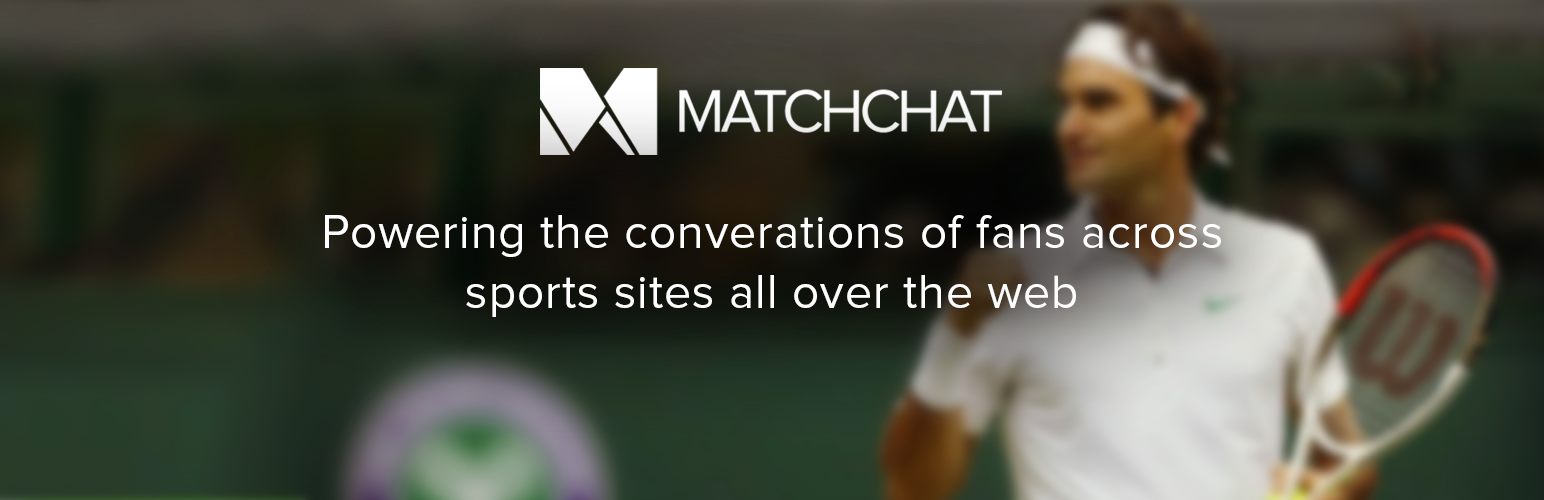 MATCHCHAT
Powering the converations of fans across
sports sites all over the web